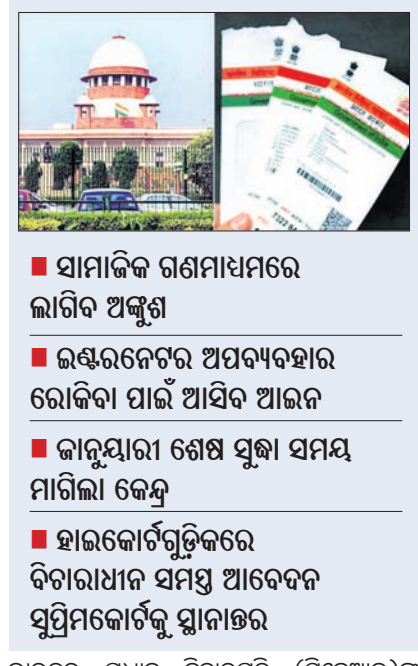 ■ ସାମାଜିକ ଗଣମାଧ୍ୟମରେ
ଲାଗିବ ଅଙ୍କୁଶ
■ ଇଣ୍ଟରନେଟର ଅପବ୍ୟବହାର
ରୋକିବା ପାଇଁ ଆସିବ ଆଇନ
■ ଜାନୁୟାରୀ ଶେଷ ସୁଦ୍ଧା ସମୟ
ମାଗିଲା କେନ୍ଦ୍ର
■ ହାଇକୋର୍ଟଗୁଡ଼ିକରେ
ବିଚାରାଧୀନ ସମସ୍ତ ଆବେଦନ
ସୁପ୍ରିମକୋର୍ଟକୁ ସ୍ଥାନାନ୍ତର